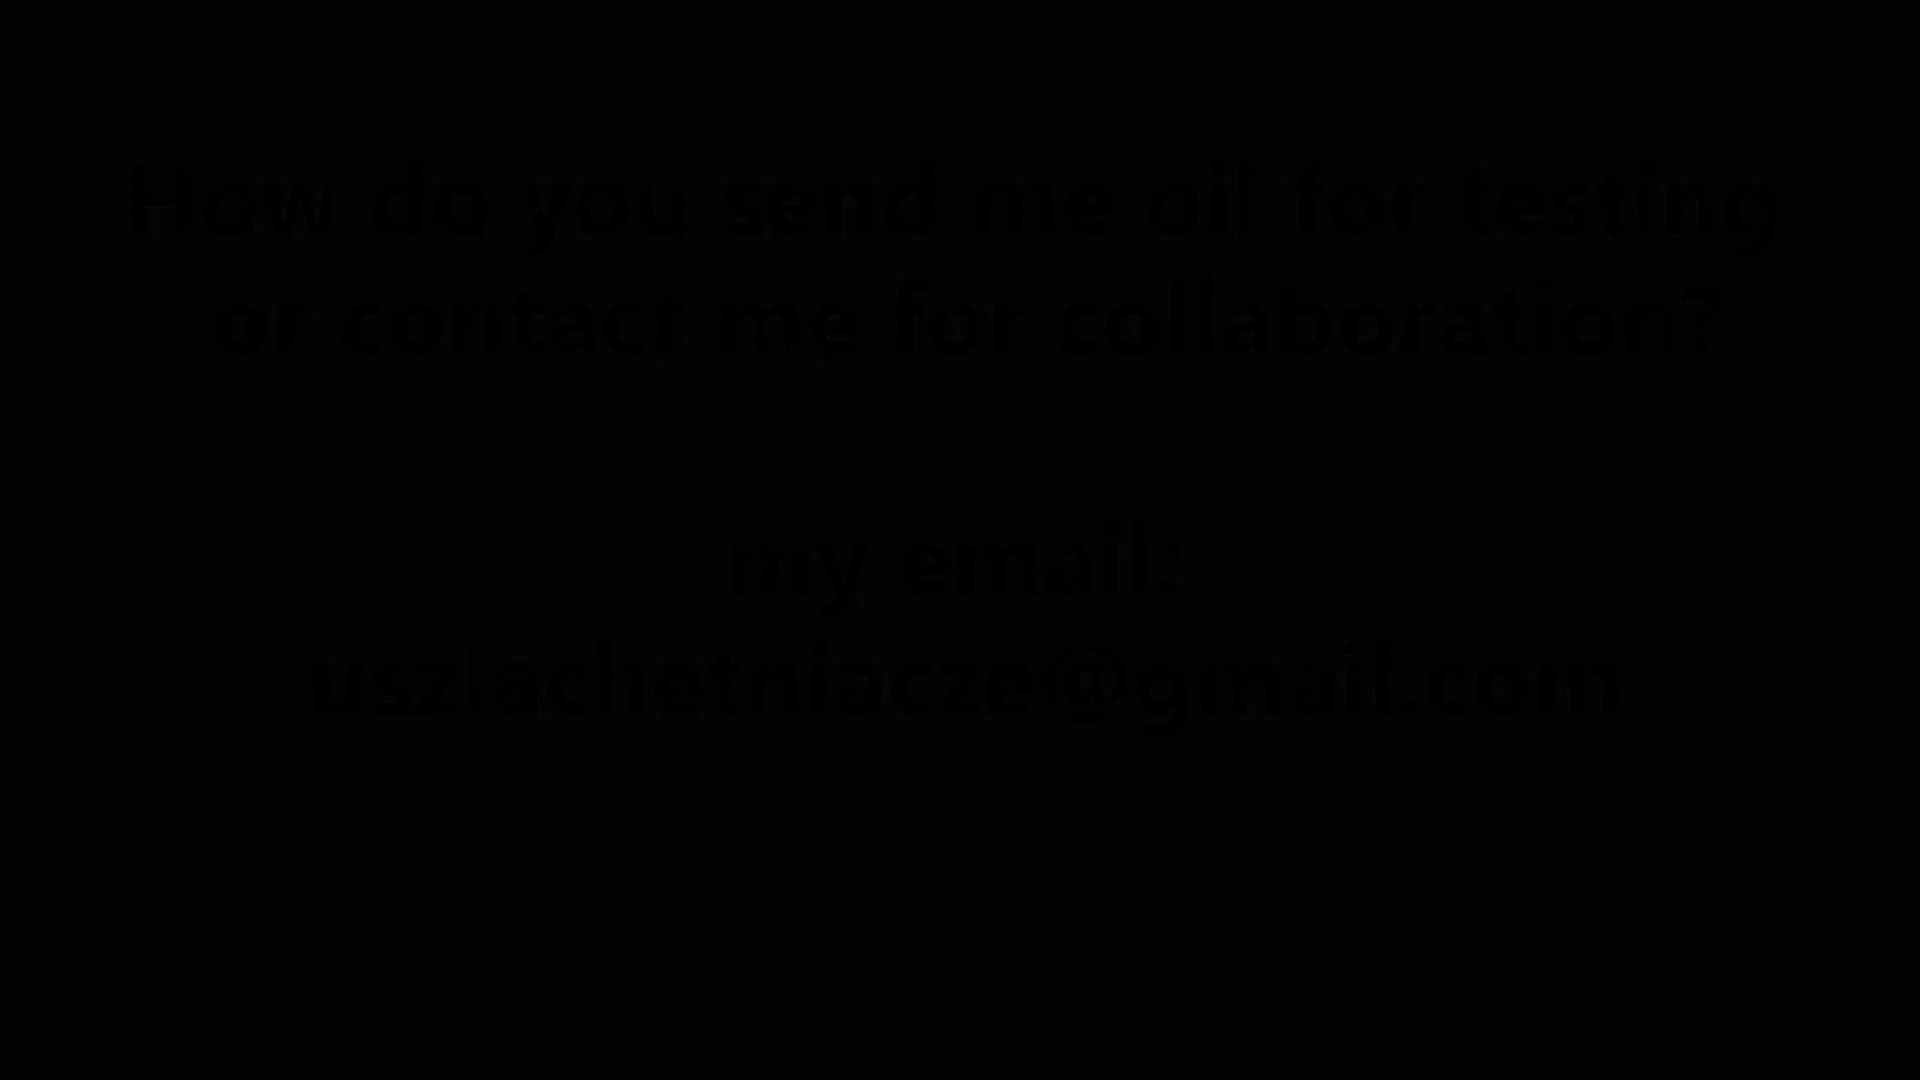 How do you send me oil for testing
or contact me for collaboration?
my email:
uszlachetniacze@gmail.com